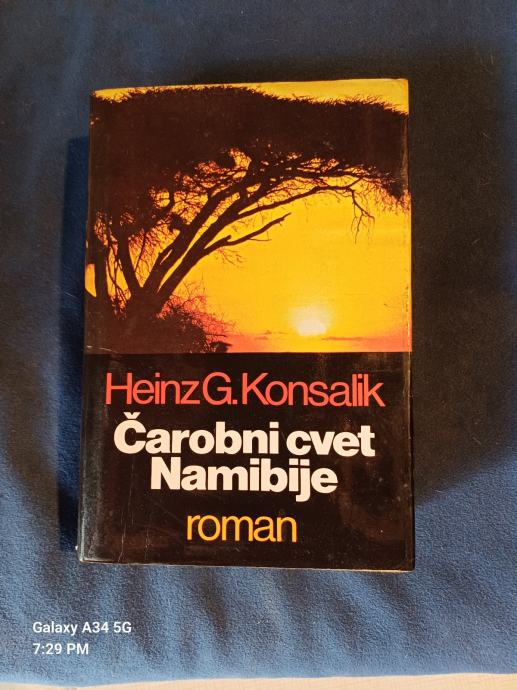 Heinz G. Konsalik
Čarobni cvet
Namibije
roman
Galaxy A34 5G
7:29 PM